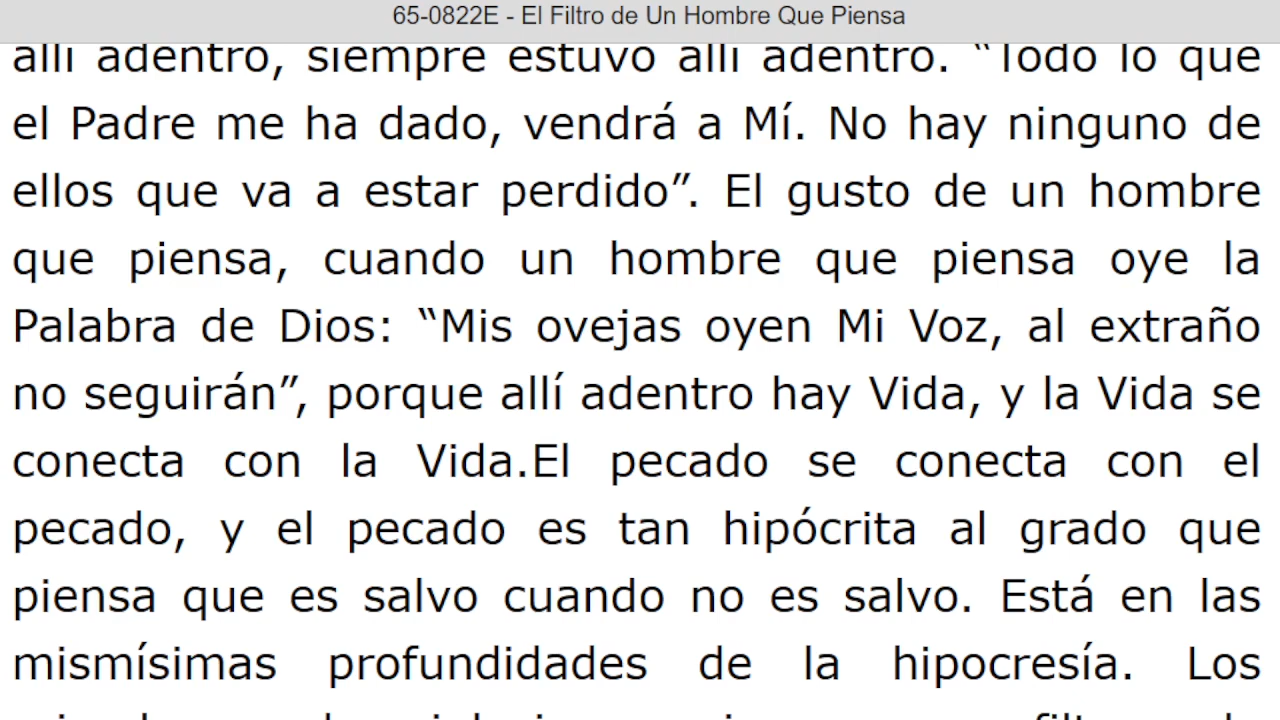 65-0822E - El Filtro de Un Hombre Que Piensa
allí adentro, siempre estuvo allí adentro. “Todo lo que
el Padre me ha dado, vendrá a Mí. No hay ninguno de
ellos que va a estar perdido”. El gusto de un hombre
que piensa, cuando un hombre que piensa oye la
Palabra de Dios: “Mis ovejas oyen Mi Voz, al extraño
no seguirán”, porque allí adentro hay Vida, y la Vida se
conecta con la Vida.El pecado se conecta con el
pecado, y el pecado es tan hipócrita al grado que
piensa que es salvo cuando no es salvo. Está en las
mismísimas profundidades de la hipocresía. Los